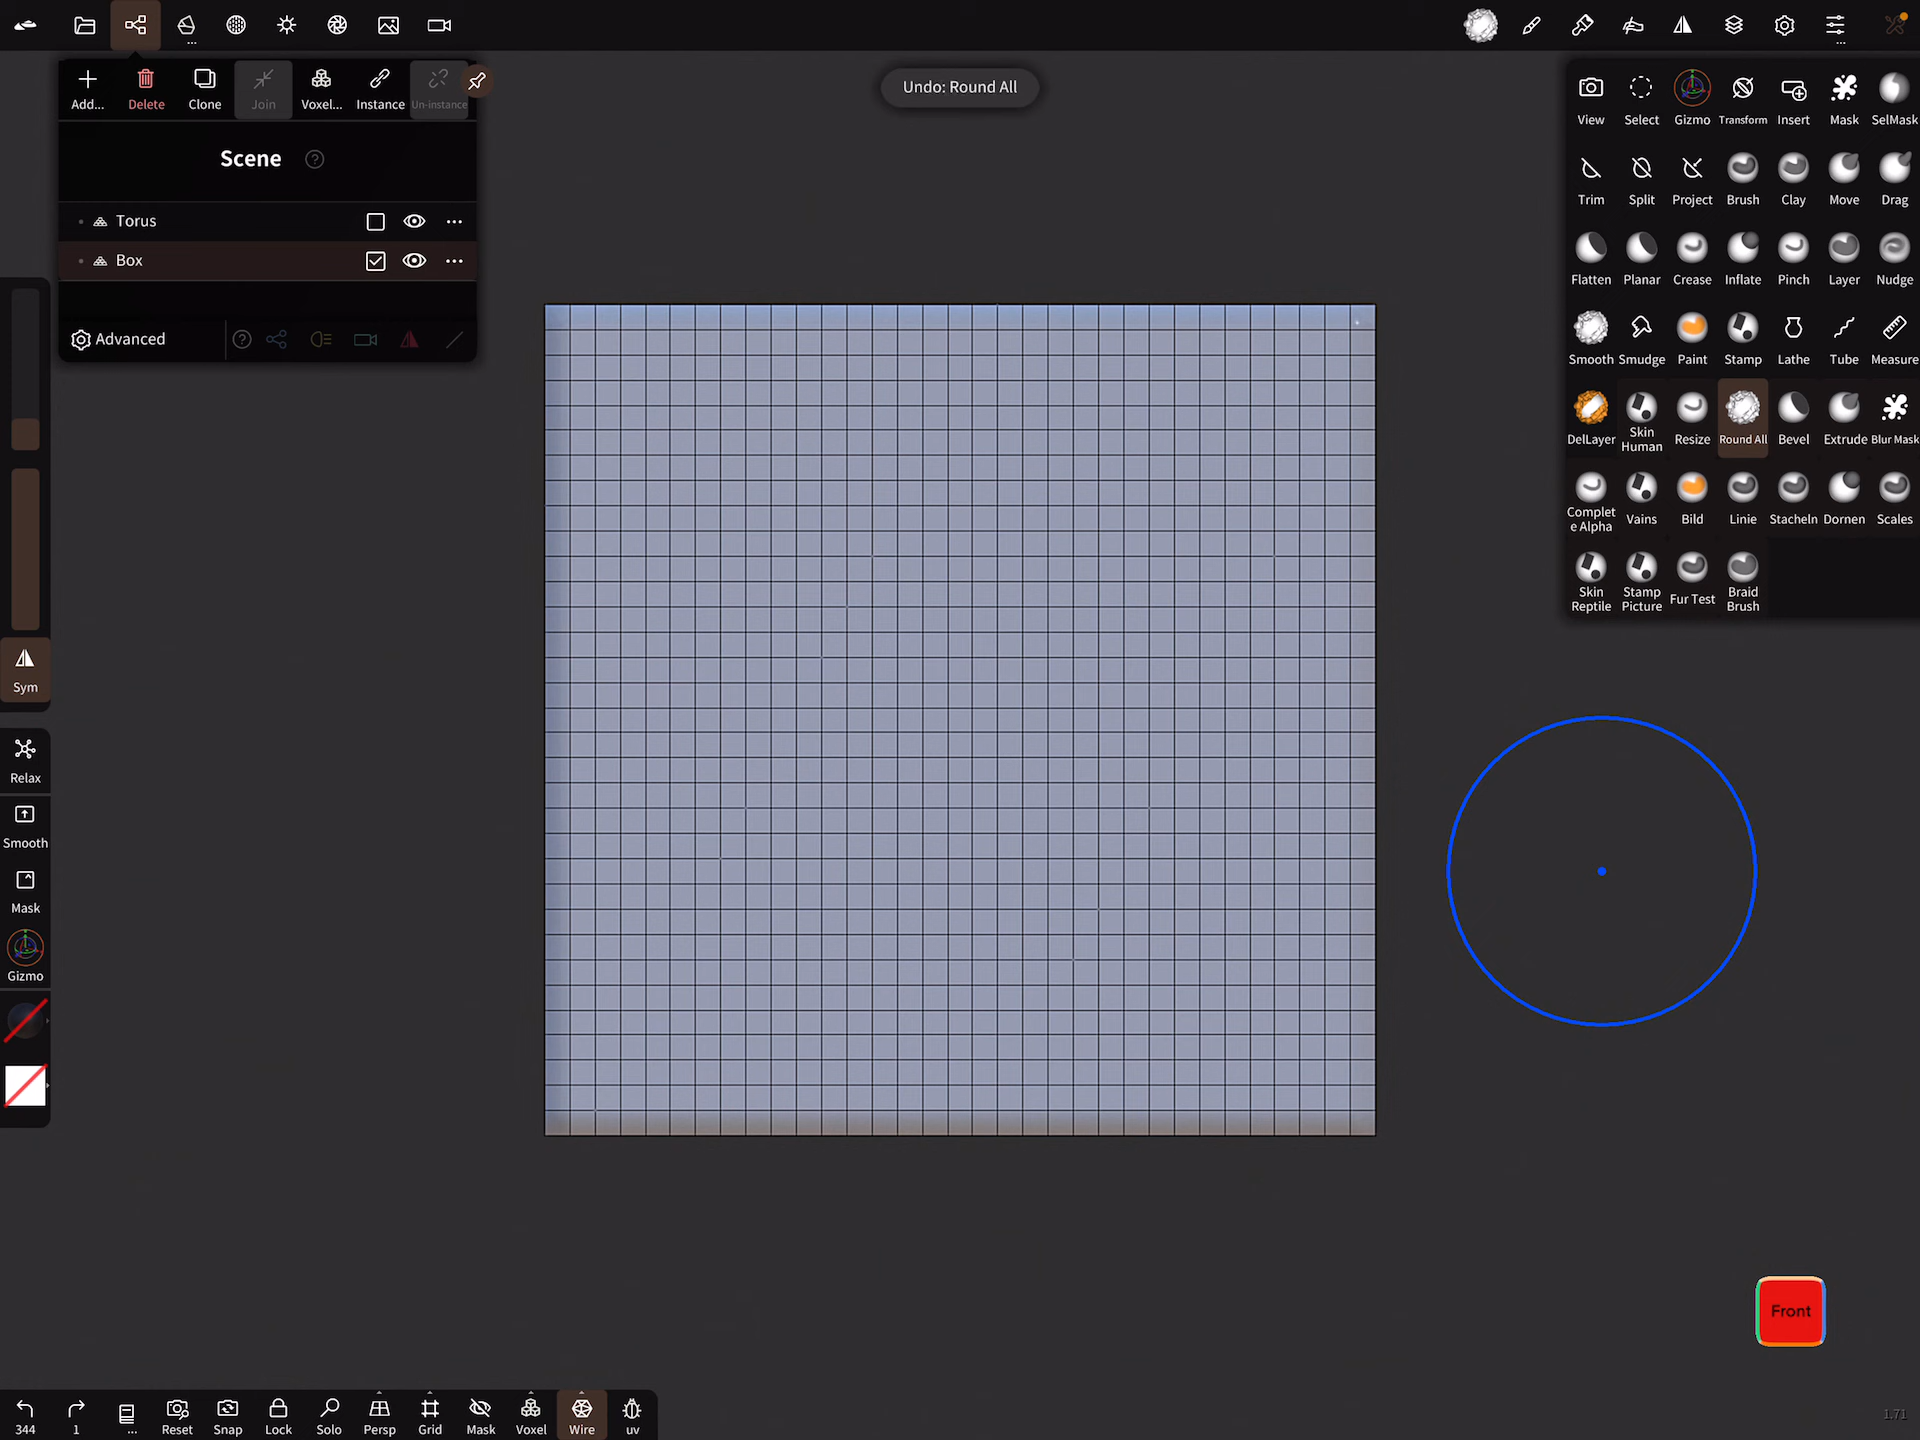 Add...
Delete
Clone
Join
Voxel...
Instance
Un-instance
Undo: Round All
Scene
?
Torus
Box
Advanced
?
View
Select
Gizmo
Transform
Insert
Mask
SelMask
Trim
Split
Project
Brush
Clay
Move
Drag
Flatten
Planar
Crease
Inflate
Pinch
Layer
Nudge
Smooth
Smudge
Paint
Stamp
Lathe
Tube
Measure
DelLayer
Skin
Human
Resize
Round All
Bevel
Extrude
Blur Mask
Complet
e Alpha
Vains
Bild
Linie
Stacheln
Dornen
Scales
Skin
Reptile
Stamp
Picture
Fur Test
Braid
Brush
Sym
Relax
Smooth
Mask
Gizmo
Front
344
1
...
Reset
Snap
Lock
Solo
Persp
Grid
Mask
Voxel
Wire
uv
1.71